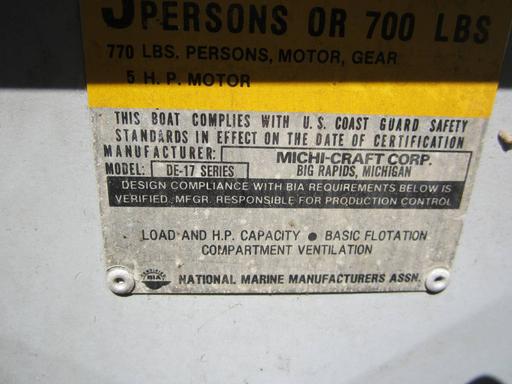 PERSONS OR 700 LBS
770 LBS. PERSONS, MOTOR, GEAR
5 H.P. MOTOR
THIS BOAT COMPLIES WITH U.S. COAST GUARD SAFETY
STANDARDS IN EFFECT ON THE DATE OF CERTIFICATION
MANUFACTURER: MICHI-CRAFT CORP.
MODEL: DE-17 SERIES BIG RAPIDS, MICHIGAN
DESIGN COMPLIANCE WITH BIA REQUIREMENTS BELOW IS
VERIFIED. MFGR. RESPONSIBLE FOR PRODUCTION CONTROL
LOAD AND H.P. CAPACITY ● BASIC FLOTATION
COMPARTMENT VENTILATION
BIA NATIONAL MARINE MANUFACTURERS ASSN.